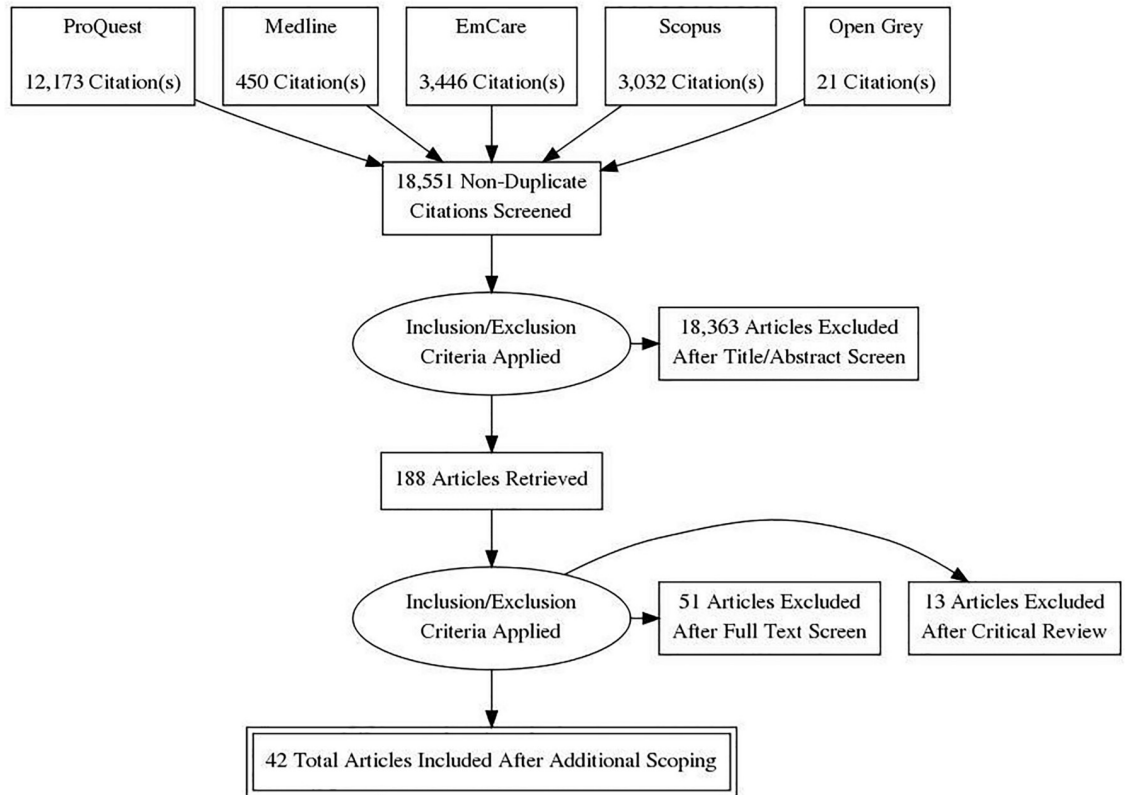 ProQuest
12,173 Citation(s)
Medline
450 Citation(s)
EmCare
3,446 Citation(s)
Scopus
3,032 Citation(s)
Open Grey
21 Citation(s)
18,551 Non-Duplicate
Citations Screened
Inclusion/Exclusion
Criteria Applied
18,363 Articles Excluded
After Title/Abstract Screen
188 Articles Retrieved
Inclusion/Exclusion
Criteria Applied
51 Articles Excluded
After Full Text Screen
13 Articles Excluded
After Critical Review
42 Total Articles Included After Additional Scoping